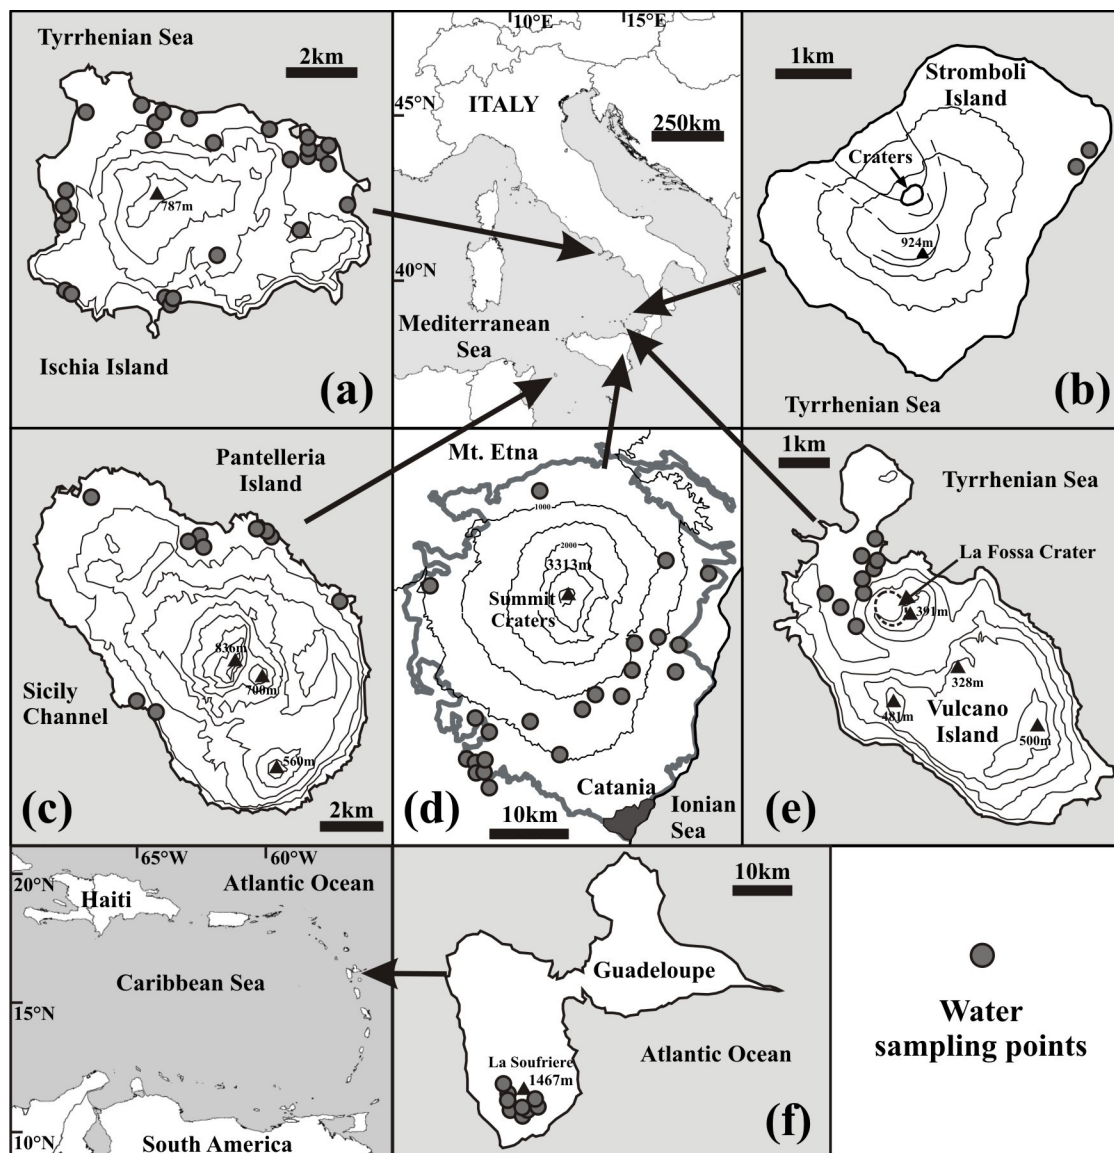 Tyrrhenian Sea
2km
787m
Ischia Island
(a)
10°E
15°E
ITALY
45°N
250km
40°N
Mediterranean
Sea
1km
Stromboli
Island
Craters
924m
(b)
Tyrrhenian Sea
Pantelleria
Island
836m
700m
Sicily
Channel
560m
(c)
2km
Mt. Etna
1000
2000
3313m
Summit
Craters
(d)
Catania
10km
Ionian
Sea
1km
Tyrrhenian Sea
La Fossa Crater
391m
328m
481m
Vulcano
Island
500m
(e)
65°W
60°W
20°N
Atlantic Ocean
Haiti
Caribbean Sea
15°N
10°N
South America
10km
Guadeloupe
Atlantic Ocean
La Soufriere
1467m
(f)
Water
sampling points